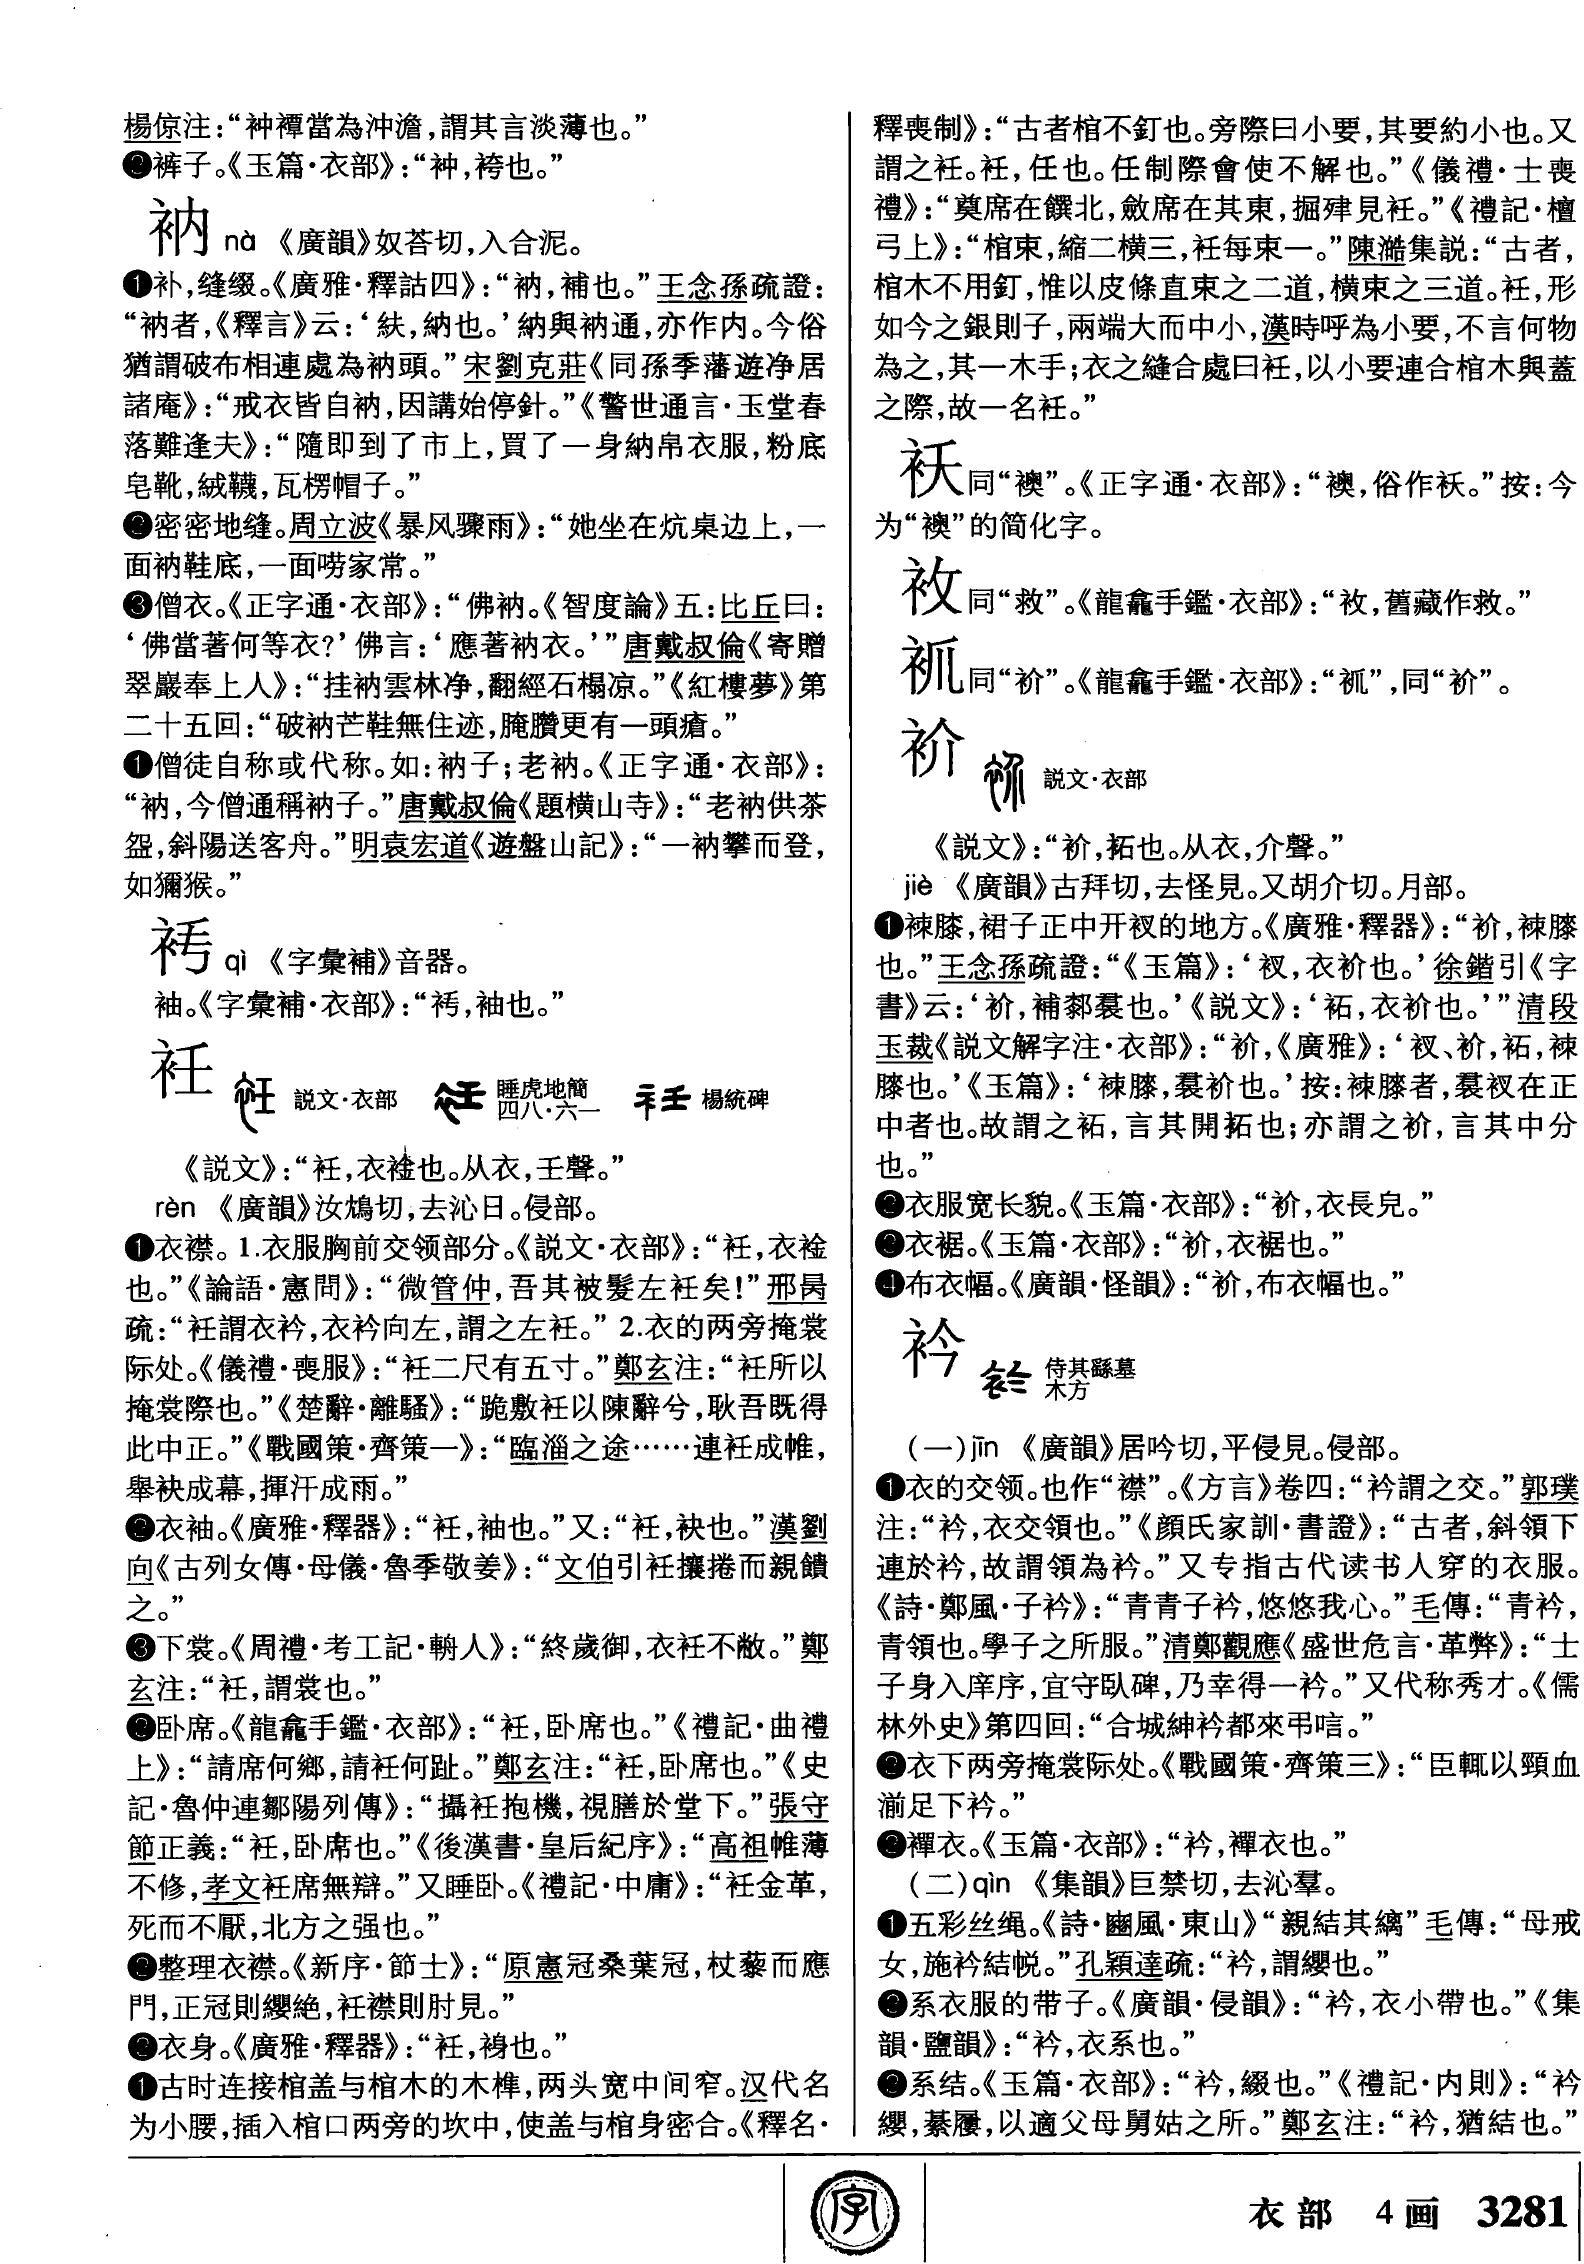 楊倞注：“衶禫當為沖澹，謂其言淡薄也。”
❷裤子。《玉篇·衣部》：“衶，袴也。”
衲 nà 《廣韻》奴荅切，入合泥。
❶补，缝缀。《廣雅·釋詁四》：“衲，補也。”王念孫疏證：
“衲者，《釋言》云：‘紩，納也。’納與衲通，亦作内。今俗
猶謂破布相連處為衲頭。”宋劉克莊《同孫季蕃遊净居
諸庵》：“戒衣皆自衲，因講始停針。”《警世通言·玉堂春
落難逢夫》：“隨即到了市上，買了一身納帛衣服，粉底
皂靴，絨韈，瓦楞帽子。”
❷密密地缝。周立波《暴风骤雨》：“她坐在炕桌边上，一
面衲鞋底，一面唠家常。”
❸僧衣。《正字通·衣部》：“佛衲。《智度論》五：比丘曰：
‘佛當著何等衣？’佛言：‘應著衲衣。’”唐戴叔倫《寄贈
翠巖奉上人》：“挂衲雲林净，翻經石榻凉。”《紅樓夢》第
二十五回：“破衲芒鞋無住迹，腌臢更有一頭瘡。”
❶僧徒自称或代称。如：衲子；老衲。《正字通·衣部》：
“衲，今僧通稱衲子。”唐戴叔倫《題横山寺》：“老衲供茶
盌，斜陽送客舟。”明袁宏道《遊盤山記》：“一衲攀而登，
如獼猴。”
qì 《字彙補》音器。
袖。《字彙補·衣部》：“，袖也。”
衽 説文·衣部 睡虎地簡四八·六一 楊統碑
《説文》：“衽，衣䘳也。从衣，壬聲。”
rèn 《廣韻》汝鴆切，去沁日。侵部。
❶衣襟。1.衣服胸前交领部分。《説文·衣部》：“衽，衣䘳
也。”《論語·憲問》：“微管仲，吾其被髮左衽矣！”邢昺
疏：“衽謂衣衿，衣衿向左，謂之左衽。”2.衣的两旁掩裳
际处。《儀禮·喪服》：“衽二尺有五寸。”鄭玄注：“衽所以
掩裳際也。”《楚辭·離騷》：“跪敷衽以陳辭兮，耿吾既得
此中正。”《戰國策·齊策一》：“臨淄之途……連衽成帷，
舉袂成幕，揮汗成雨。”
❷衣袖。《廣雅·釋器》：“衽，袖也。”又：“衽，袂也。”漢劉
向《古列女傳·母儀·魯季敬姜》：“文伯引衽攘捲而親饋
之。”
❸下裳。《周禮·考工記·輈人》：“終歲御，衣衽不敝。”鄭
玄注：“衽，謂裳也。”
❷卧席。《龍龕手鑑·衣部》：“衽，卧席也。”《禮記·曲禮
上》：“請席何鄉，請衽何趾。”鄭玄注：“衽，卧席也。”《史
記·魯仲連鄒陽列傳》：“攝衽抱機，視膳於堂下。”張守
節正義：“衽，卧席也。”《後漢書·皇后紀序》：“高祖帷薄
不修，孝文衽席無辯。”又睡卧。《禮記·中庸》：“衽金革，
死而不厭，北方之强也。”
❷整理衣襟。《新序·節士》：“原憲冠桑葉冠，杖藜而應
門，正冠則纓絶，衽襟則肘見。”
❷衣身。《廣雅·釋器》：“衽，裑也。”
❶古时连接棺盖与棺木的木榫，两头宽中间窄。汉代名
为小腰，插入棺口两旁的坎中，使盖与棺身密合。《釋名·
釋喪制》：“古者棺不釘也。旁際曰小要，其要約小也。又
謂之衽。衽，任也。任制際會使不解也。”《儀禮·士喪
禮》：“奠席在饌北，斂席在其東，掘肂見衽。”《禮記·檀
弓上》：“棺束，縮二横三，衽每束一。”陳澔集説：“古者，
棺木不用釘，惟以皮條直束之二道，横束之三道。衽，形
如今之銀則子，兩端大而中小，漢時呼為小要，不言何物
為之，其一木乎；衣之縫合處曰衽，以小要連合棺木與蓋
之際，故一名衽。”
袄同“襖”。《正字通·衣部》：“襖，俗作袄。”按：今
为“襖”的简化字。
䘠同“救”。《龍龕手鑑·衣部》：“䘠，舊藏作救。”
同“衸”。《龍龕手鑑·衣部》：“”，同“衸”。
衸 説文·衣部
《説文》：“衸，祏也。从衣，介聲。”
jiè 《廣韻》古拜切，去怪見。又胡介切。月部。
❶裓膝，裙子正中开衩的地方。《廣雅·釋器》：“衸，裓膝
也。”王念孫疏證：“《玉篇》：‘衩，衣衸也。’徐鍇引《字
書》云：‘衸，補䣛裠也。’《説文》：‘袥，衣衸也。’”清段
玉裁《説文解字注·衣部》：“衸，《廣雅》：‘衩、衸，袥，裓
膝也。’《玉篇》：‘裓膝，裠衸也。’按：裓膝者，裠衩在正
中者也。故謂之袥，言其開拓也；亦謂之衸，言其中分
也。”
❷衣服宽长貌。《玉篇·衣部》：“衸，衣長皃。”
❸衣裾。《玉篇·衣部》：“衸，衣裾也。”
❹布衣幅。《廣韻·怪韻》：“衸，布衣幅也。”
衿 侍其繇墓木方
（一）jīn 《廣韻》居吟切，平侵見。侵部。
❶衣的交领。也作“襟”。《方言》卷四：“衿謂之交。”郭璞
注：“衿，衣交領也。”《顔氏家訓·書證》：“古者，斜領下
連於衿，故謂領為衿。”又专指古代读书人穿的衣服。
《詩·鄭風·子衿》：“青青子衿，悠悠我心。”毛傳：“青衿，
青領也。學子之所服。”清鄭觀應《盛世危言·革弊》：“士
子身入庠序，宜守卧碑，乃幸得一衿。”又代称秀才。《儒
林外史》第四回：“合城紳衿都來弔唁。”
❷衣下两旁掩裳际处。《戰國策·齊策三》：“臣輒以頸血
湔足下衿。”
❷襌衣。《玉篇·衣部》：“衿，襌衣也。”
（二）qìn 《集韻》巨禁切，去沁羣。
❶五彩丝绳。《詩·豳風·東山》“親結其縭”毛傳：“母戒
女，施衿結帨。”孔穎達疏：“衿，謂纓也。”
❷系衣服的带子。《廣韻·侵韻》：“衿，衣小帶也。”《集
韻·鹽韻》：“衿，衣系也。”
❷系结。《玉篇·衣部》：“衿，綴也。”《禮記·内則》：“衿
纓，綦屨，以適父母舅姑之所。”鄭玄注：“衿，猶結也。”
字
衣部 4画 3281